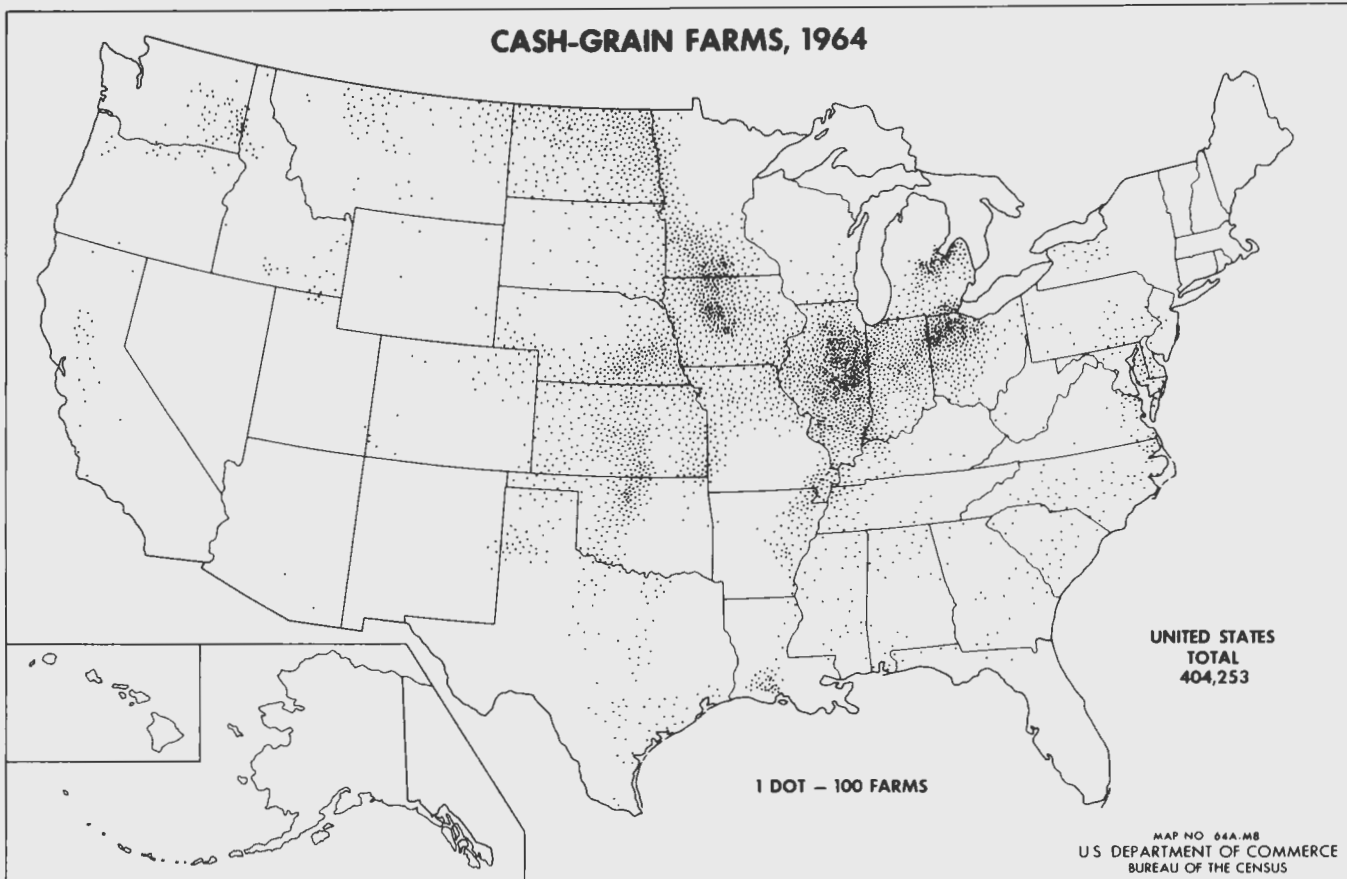 CASH-GRAIN FARMS, 1964
UNITED STATES
TOTAL
404,253
1 DOT – 100 FARMS
MAP NO 64A-M8
U S DEPARTMENT OF COMMERCE
BUREAU OF THE CENSUS